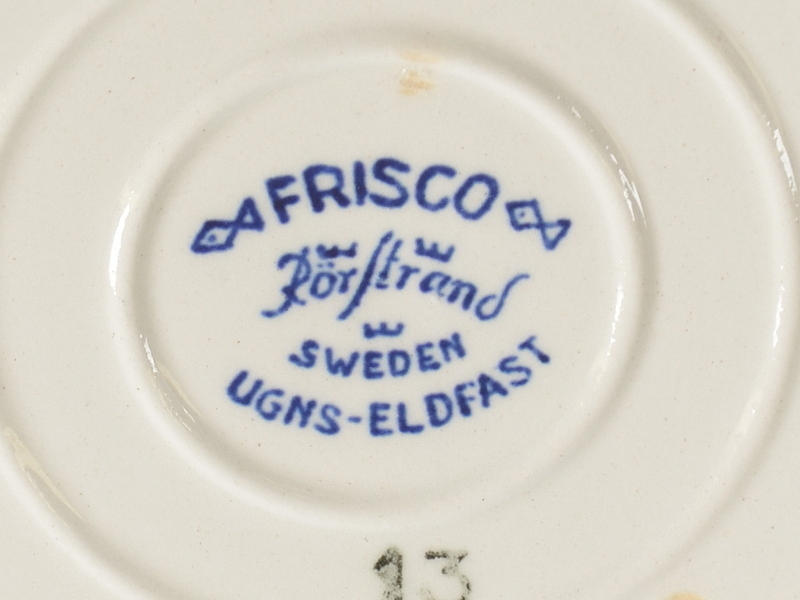 FRISCO
Rörstrand
SWEDEN
UGNS-ELDFAST
13